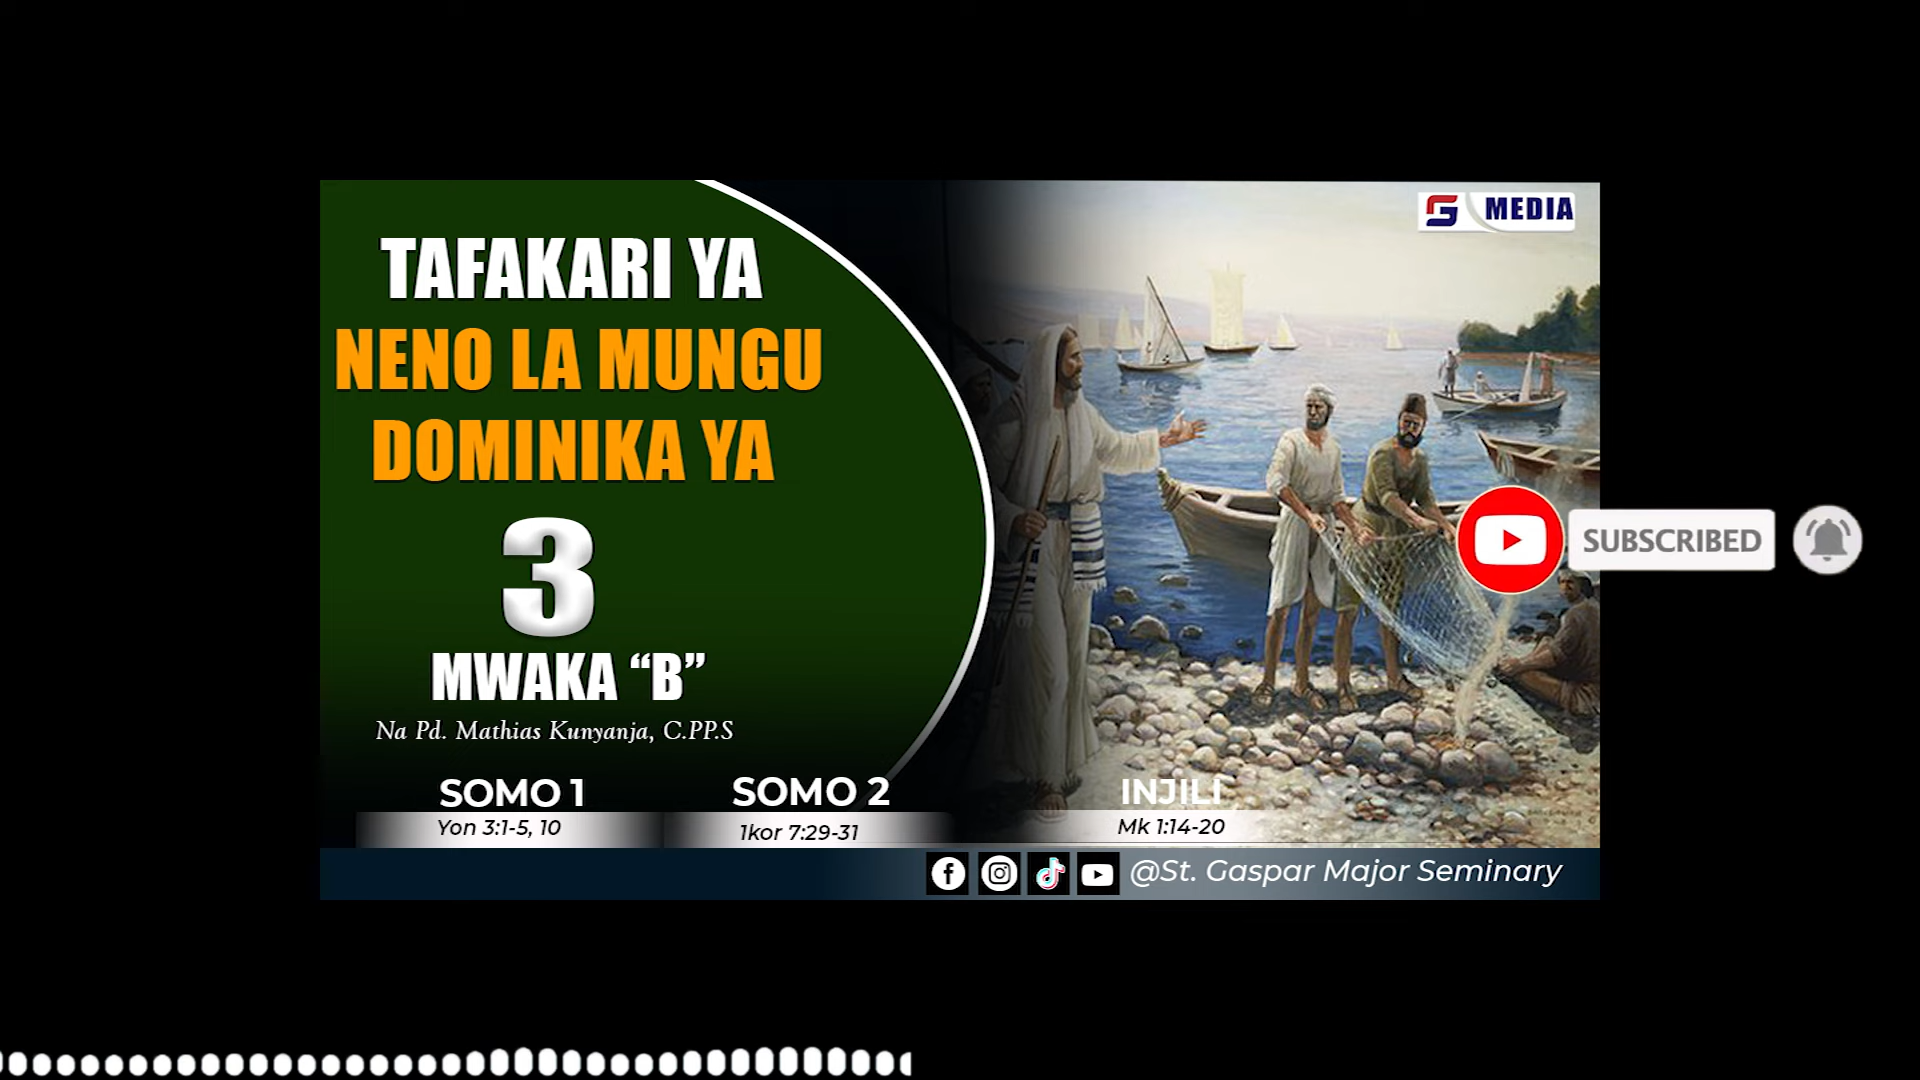 G MEDIA
TAFAKARI YA
NENO LA MUNGU
DOMINIKA YA
3
MWAKA “B”
Na Pd. Mathias Kunyanja, C.PP.S
SUBSCRIBED
SOMO 1
Yon 3:1-5, 10
SOMO 2
1kor 7:29-31
INJILI
Mk 1:14-20
@St. Gaspar Major Seminary